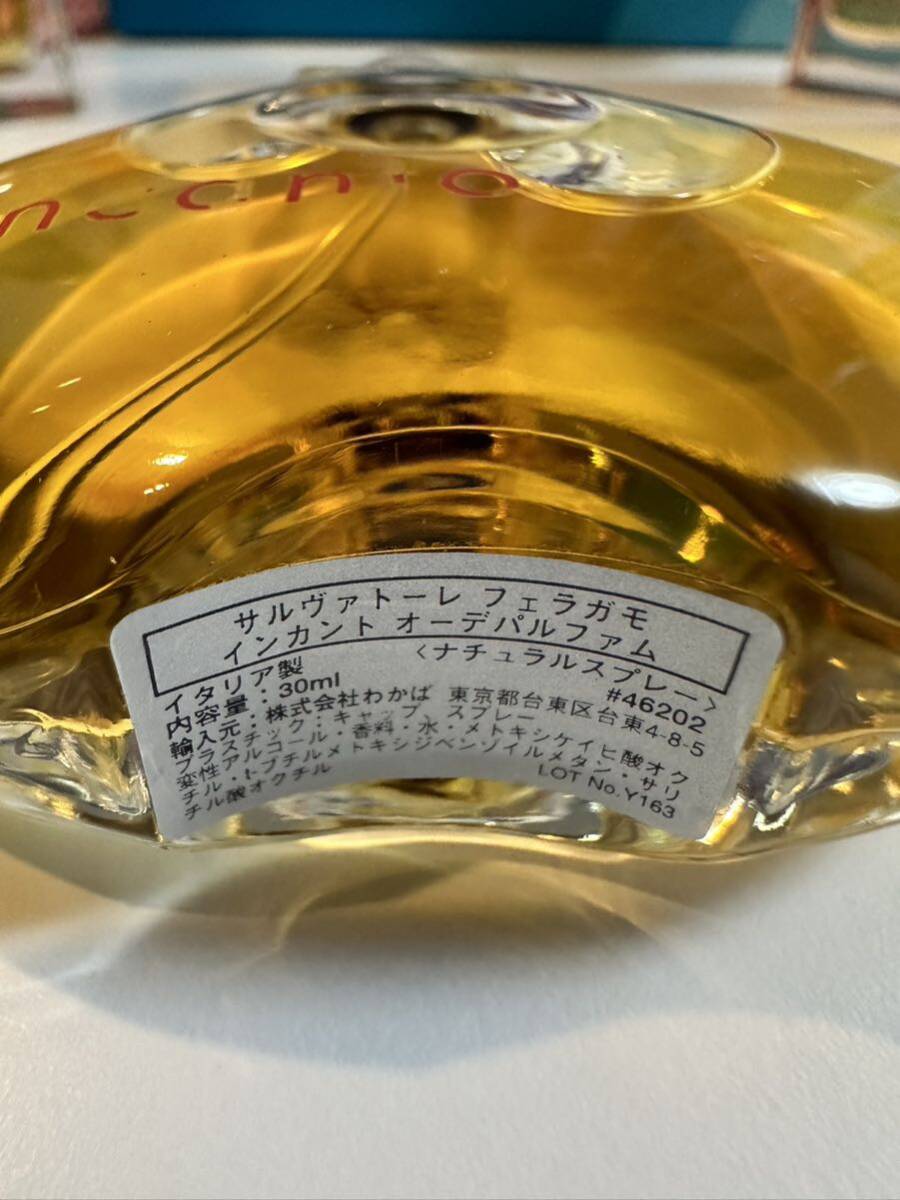 ncanto
サルヴァトーレ フェラガモ
インカント オーデパルファム
<ナチュラルスプレー>
イタリア製 #46202
内容量:30ml
輸入元:株式会社わかば 東京都台東区台東4-8-5
プラスチック・キャップ スプレー
変性アルコール・香料・水・メトキシケイヒ酸オク
チル・t-ブチルメトキシジベンゾイルメタン・サリ
チル酸オクチル LOT No.Y163